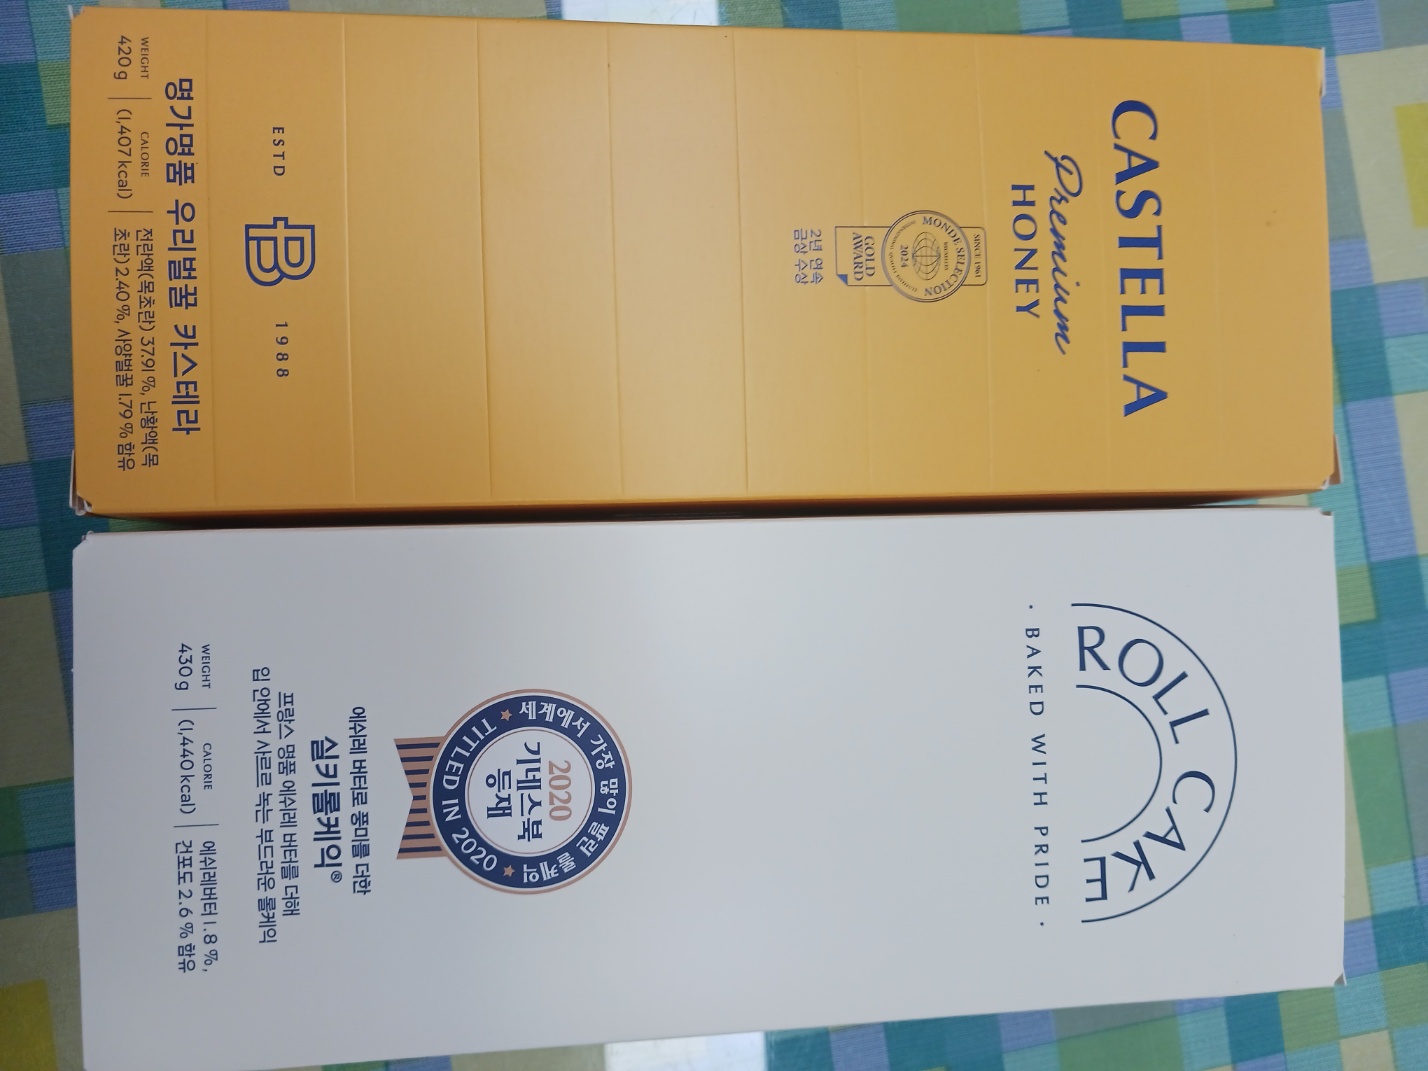 CASTELLA
Premium
HONEY
SINCE 1961
MONDE SELECTION
2024
GOLD
AWARD
2년 연속
금상 수상
ESTD
1988
명가명품 우리벌꿀 카스테라
WEIGHT
420 g
CALORIE
(1,407 kcal)
전란액(목초란) 37.91 %, 난황액(목
초란) 2.40 %, 사양벌꿀 1.79 % 함유
ROLL CAKE
· BAKED WITH PRIDE ·
세계에서 가장 많이 팔린 롤케익
2020
기네스북
등재
TITLED IN 2020
에쉬레 버터로 풍미를 더한
실키롤케익®
프랑스 명품 에쉬레 버터를 더해
입 안에서 사르르 녹는 부드러운 롤케익
WEIGHT
430 g
CALORIE
(1,440 kcal)
에쉬레버터 1.8 %,
건포도 2.6 % 함유